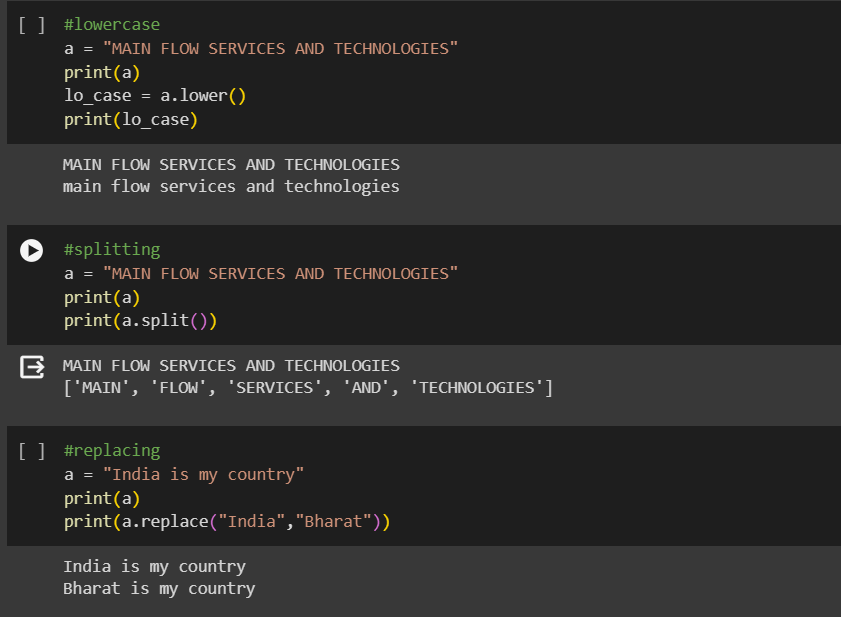 [ ] #lowercase
a = "MAIN FLOW SERVICES AND TECHNOLOGIES"
print(a)
lo_case = a.lower()
print(lo_case)
MAIN FLOW SERVICES AND TECHNOLOGIES
main flow services and technologies
#splitting
a = "MAIN FLOW SERVICES AND TECHNOLOGIES"
print(a)
print(a.split())
MAIN FLOW SERVICES AND TECHNOLOGIES
['MAIN', 'FLOW', 'SERVICES', 'AND', 'TECHNOLOGIES']
[ ] #replacing
a = "India is my country"
print(a)
print(a.replace("India","Bharat"))
India is my country
Bharat is my country